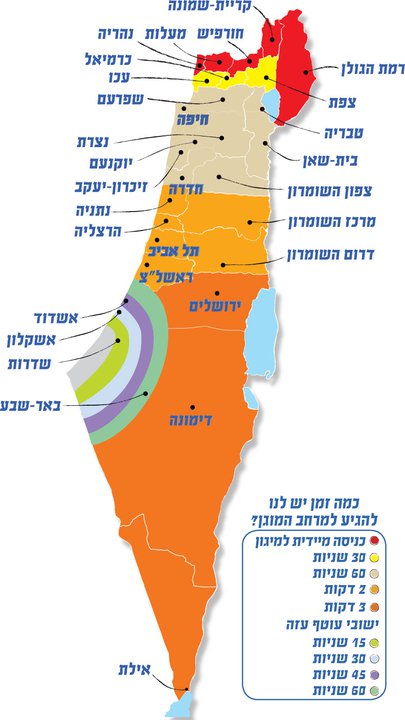 קריית-שמונה
חורפיש
מעלות
נהריה
כרמיאל
עכו
רמת הגולן
צפת
שפרעם
חיפה
טבריה
נצרת
יוקנעם
בית-שאן
זיכרון-יעקב
חדרה
צפון השומרון
נתניה
הרצליה
מרכז השומרון
תל אביב
דרום השומרון
ראשל"צ
ירושלים
אשדוד
אשקלון
שדרות
באר-שבע
דימונה
אילת
כמה זמן יש לנו
להגיע למרחב המוגן?
כניסה מיידית למיגון
30 שניות
60 שניות
2 דקות
3 דקות
ישובי עוטף עזה
15 שניות
30 שניות
45 שניות
60 שניות